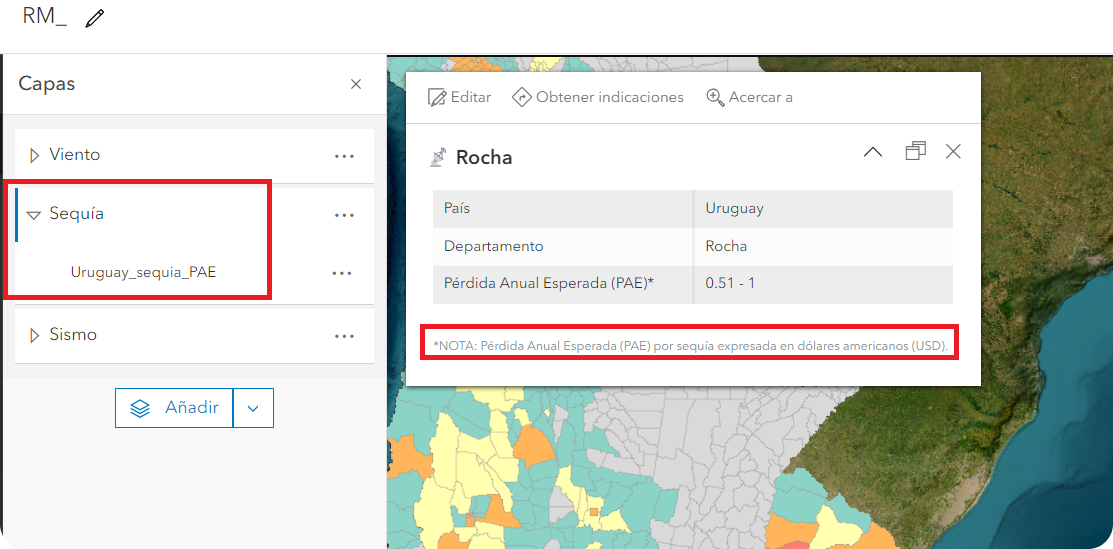 RM_
Capas
Viento
Sequía
Uruguay_sequia_PAE
Sismo
Añadir
Editar Obtener indicaciones Acercar a
Rocha
País Uruguay
Departamento Rocha
Pérdida Anual Esperada (PAE)* 0.51 - 1
*NOTA: Pérdida Anual Esperada (PAE) por sequía expresada en dólares americanos (USD).